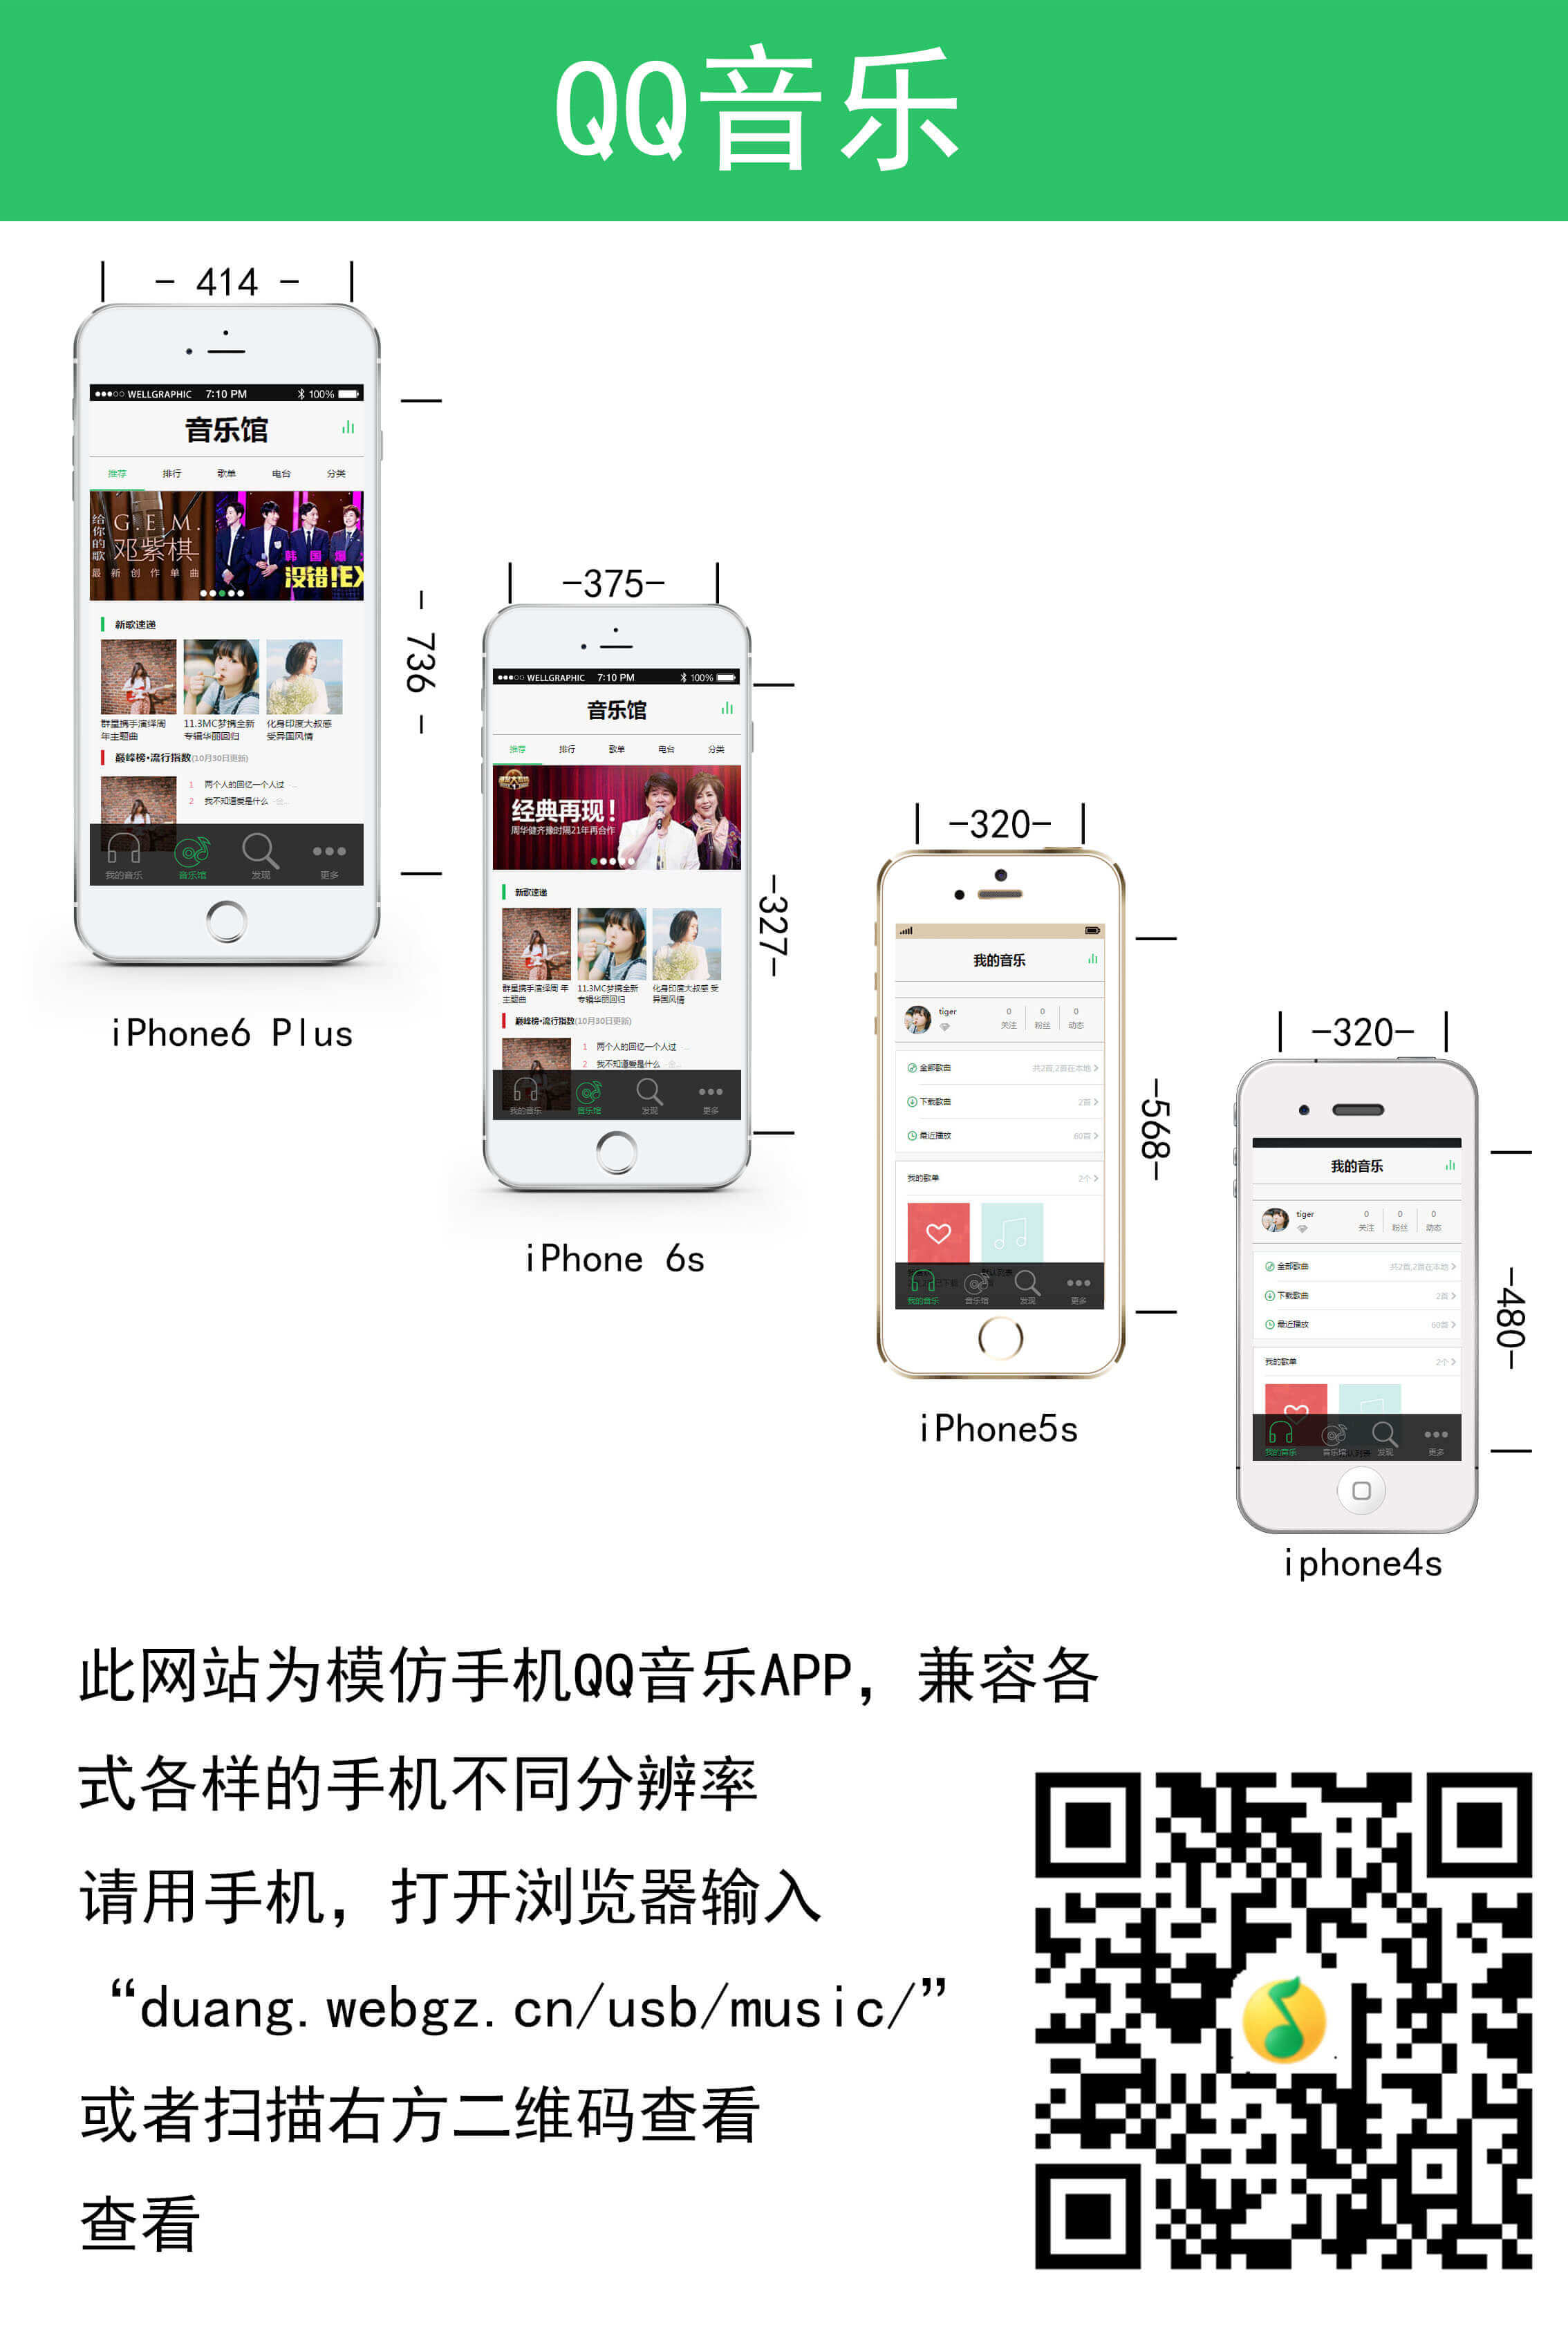 QQ音乐
- 414 -
●●●○○ WELLGRAPHIC 7:10 PM 100%
音乐馆
推荐 排行 歌单 电台 分类
给你的歌
G.E.M.
邓紫棋
最新创作单曲
韩国爆
没错!EX
新歌速递
群星携手演绎周
年主题曲
11.3MC梦携全新
专辑华丽回归
化身印度大叔感
受异国风情
巅峰榜•流行指数(10月30日更新)
1 两个人的回忆一个人过 -...
2 我不知道爱是什么
我的音乐 音乐馆 发现 更多
- 736 -
iPhone6 Plus
-375-
●●●○○ WELLGRAPHIC 7:10 PM 100%
音乐馆
推荐 排行 歌单 电台 分类
经典再现!
周华健齐豫时隔21年再合作
新歌速递
群星携手演绎周 年
主题曲
11.3MC梦携全新
专辑华丽回归
化身印度大叔感 受
异国风情
巅峰榜•流行指数(10月30日更新)
1 两个人的回忆一个人过 -...
2 我不知道爱是什么
我的音乐 音乐馆 发现 更多
-327-
iPhone 6s
-320-
我的音乐
tiger
0 0 0
关注 粉丝 动态
全部歌曲 共2首,2首在本地
下载歌曲 2首
最近播放 60首
我的歌单 2个
默认列表
我的音乐 音乐馆 发现 更多
-568-
iPhone5s
-320-
我的音乐
tiger
0 0 0
关注 粉丝 动态
全部歌曲 共2首,2首在本地
下载歌曲 2首
最近播放 60首
我的歌单 2个
我的音乐 音乐馆 发现 更多
-480-
iphone4s
此网站为模仿手机QQ音乐APP，兼容各
式各样的手机不同分辨率
请用手机，打开浏览器输入
“duang.webgz.cn/usb/music/”
或者扫描右方二维码查看
查看